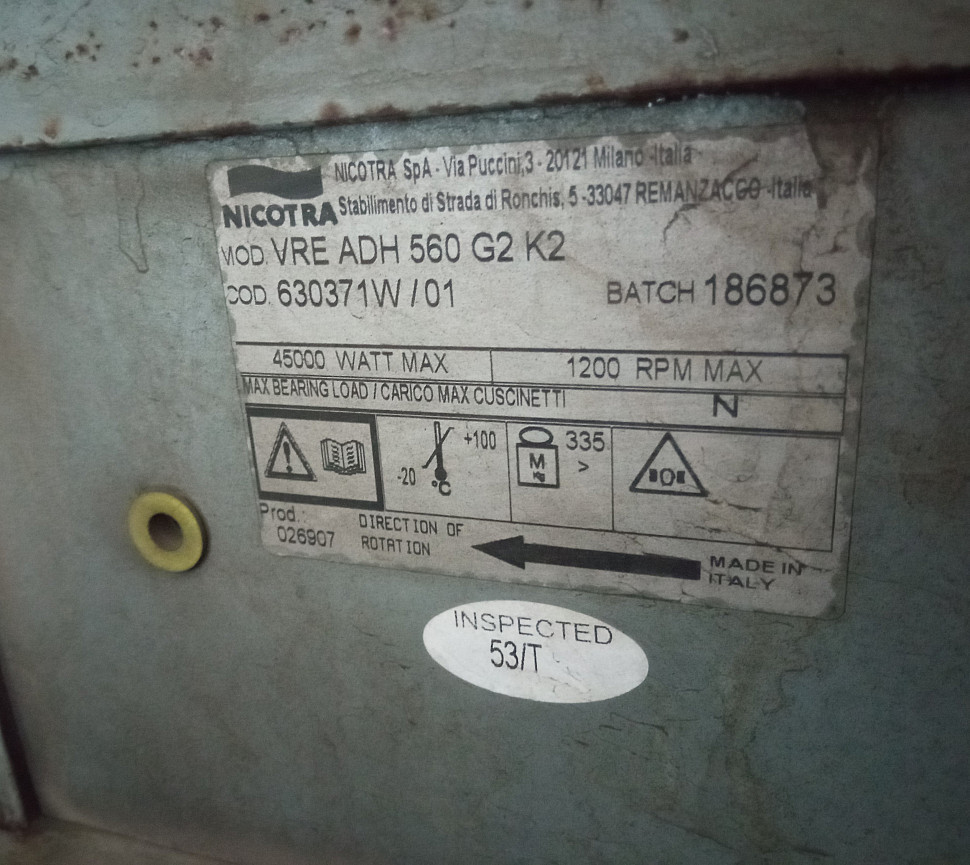 NICOTRA SpA - Via Puccini,3 - 20121 Milano -Italia
NICOTRA Stabilimento di Strada di Ronchis, 5 -33047 REMANZACCO -Italia
MOD. VRE ADH 560 G2 K2
COD. 630371W / 01 BATCH 186873
45000 WATT MAX 1200 RPM MAX
MAX BEARING LOAD / CARICO MAX CUSCINETTI N
+100 335
-20 °C M Kg >
Prod.: DIRECTION OF
026907 ROTATION
MADE IN
ITALY
INSPECTED
53/T